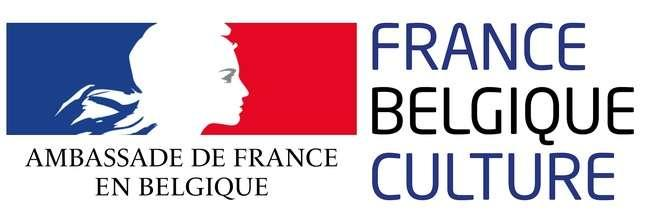 AMBASSADE DE FRANCE
EN BELGIQUE
FRANCE
BELGIQUE
CULTURE